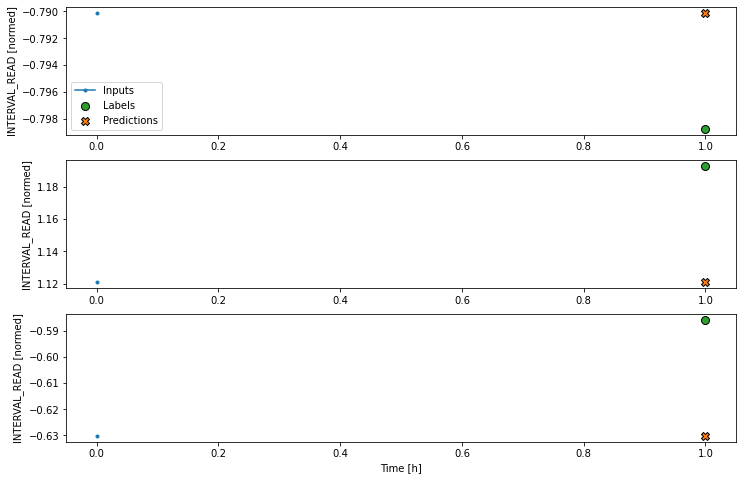 INTERVAL_READ [normed]
−0.790
−0.792
−0.794
−0.796
−0.798
Inputs
Labels
Predictions
0.0 0.2 0.4 0.6 0.8 1.0
INTERVAL_READ [normed]
1.18
1.16
1.14
1.12
0.0 0.2 0.4 0.6 0.8 1.0
INTERVAL_READ [normed]
−0.59
−0.60
−0.61
−0.62
−0.63
0.0 0.2 0.4 0.6 0.8 1.0
Time [h]